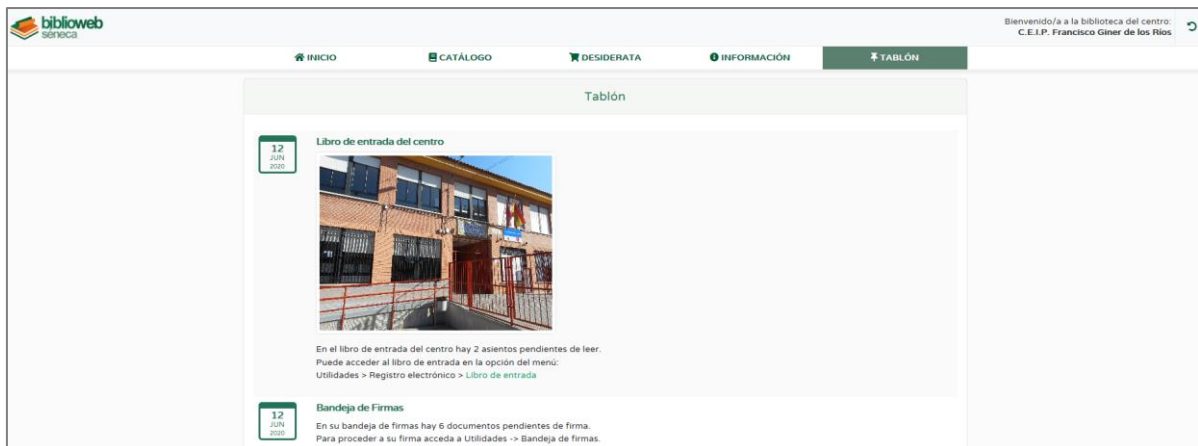 biblioweb
séneca
Bienvenido/a a la biblioteca del centro:
C.E.I.P. Francisco Giner de los Ríos
INICIO
CATÁLOGO
DESIDERATA
INFORMACIÓN
TABLÓN
Tablón
12
JUN
2020
Libro de entrada del centro
En el libro de entrada del centro hay 2 asientos pendientes de leer.
Puede acceder al libro de entrada en la opción del menú:
Utilidades > Registro electrónico > Libro de entrada
12
JUN
2020
Bandeja de Firmas
En su bandeja de firmas hay 6 documentos pendientes de firma.
Para proceder a su firma acceda a Utilidades -> Bandeja de firmas.